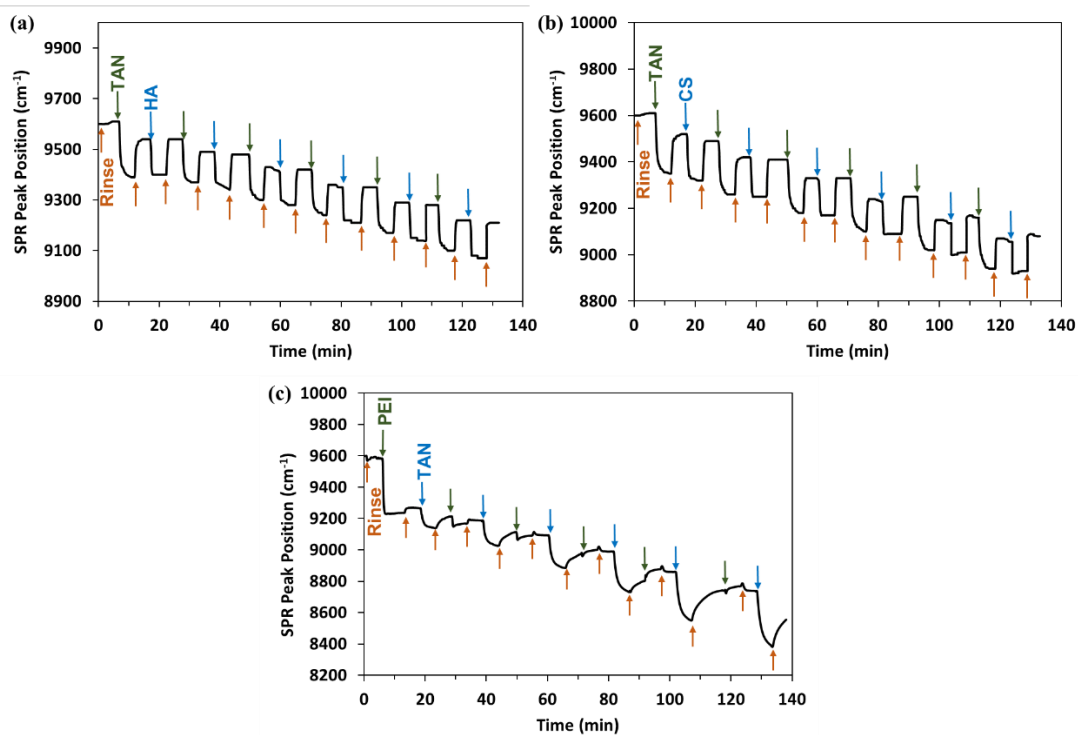 (a)
SPR Peak Position (cm⁻¹)
9900
9700
9500
9300
9100
8900
TAN
HA
Rinse
0 20 40 60 80 100 120 140
Time (min)
(b)
SPR Peak Position (cm⁻¹)
10000
9800
9600
9400
9200
9000
8800
TAN
CS
Rinse
0 20 40 60 80 100 120 140
Time (min)
(c)
SPR Peak Position (cm⁻¹)
10000
9800
9600
9400
9200
9000
8800
8600
8400
8200
PEI
TAN
Rinse
0 20 40 60 80 100 120 140
Time (min)